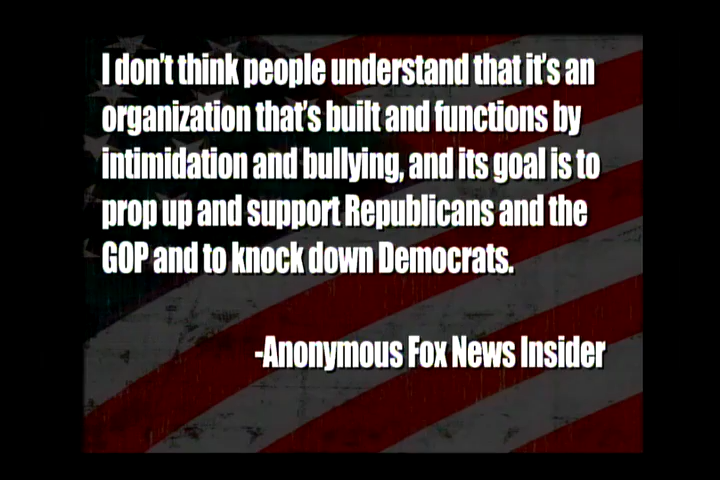 I don't think people understand that it's an
organization that's built and functions by
intimidation and bullying, and its goal is to
prop up and support Republicans and the
GOP and to knock down Democrats.
-Anonymous Fox News Insider